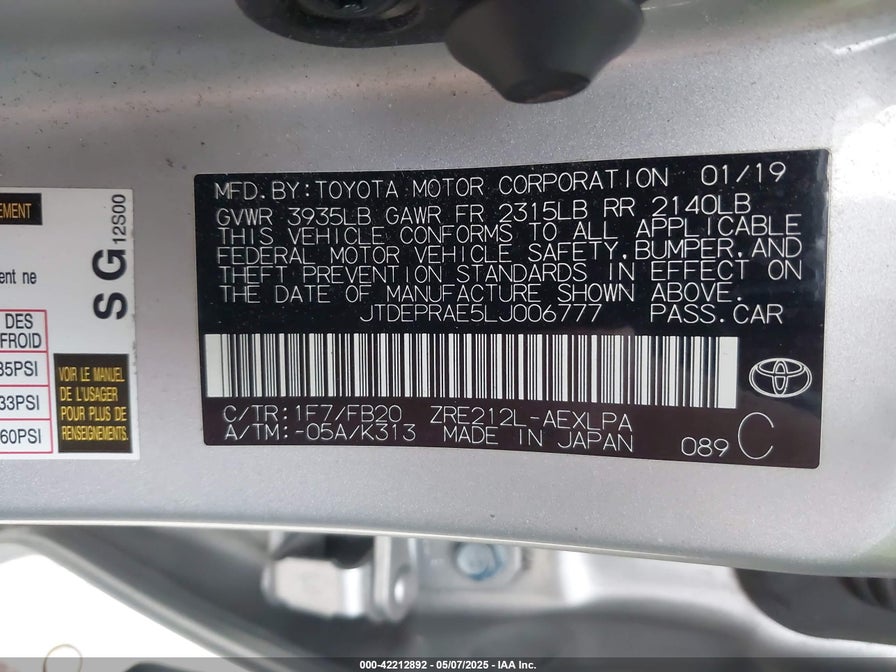 MFD.BY:TOYOTA MOTOR CORPORATION 01/19
GVWR 3935LB GAWR FR 2315LB RR 2140LB
THIS VEHICLE CONFORMS TO ALL APPLICABLE
FEDERAL MOTOR VEHICLE SAFETY,BUMPER,AND
THEFT PREVENTION STANDARDS IN EFFECT ON
THE DATE OF MANUFACTURE SHOWN ABOVE.
JTDEPRAE5LJ006777 PASS.CAR
C/TR:1F7/FB20 ZRE212L-AEXLPA
A/TM:-05A/K313 MADE IN JAPAN 089 C
EMENT
SG12S00
ent ne
DES
FROID
35PSI
33PSI
60PSI
VOIR LE MANUEL
DE L'USAGER
POUR PLUS DE
RENSEIGNEMENTS.
000-42212892 - 05/07/2025 - IAA Inc.